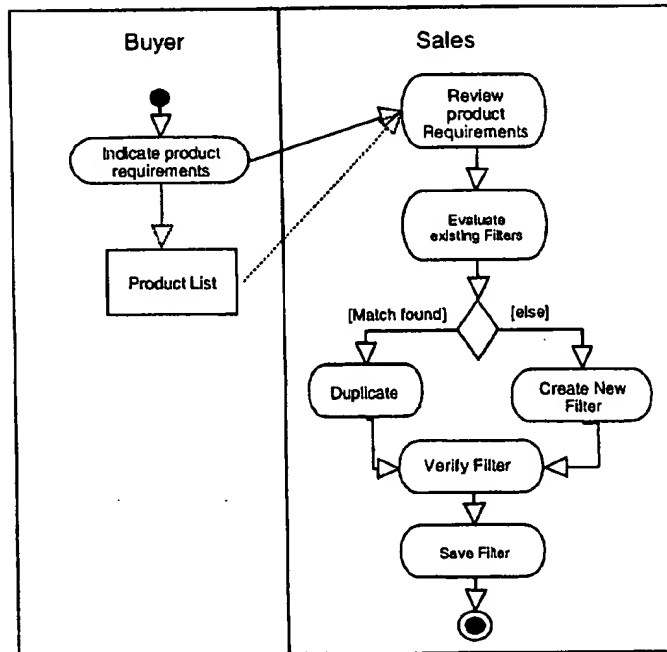 Buyer
Sales
Indicate product
requirements
Product List
Review
product
Requirements
Evaluate
existing Filters
[Match found]
[else]
Duplicate
Create New
Filter
Verify Filter
Save Filter